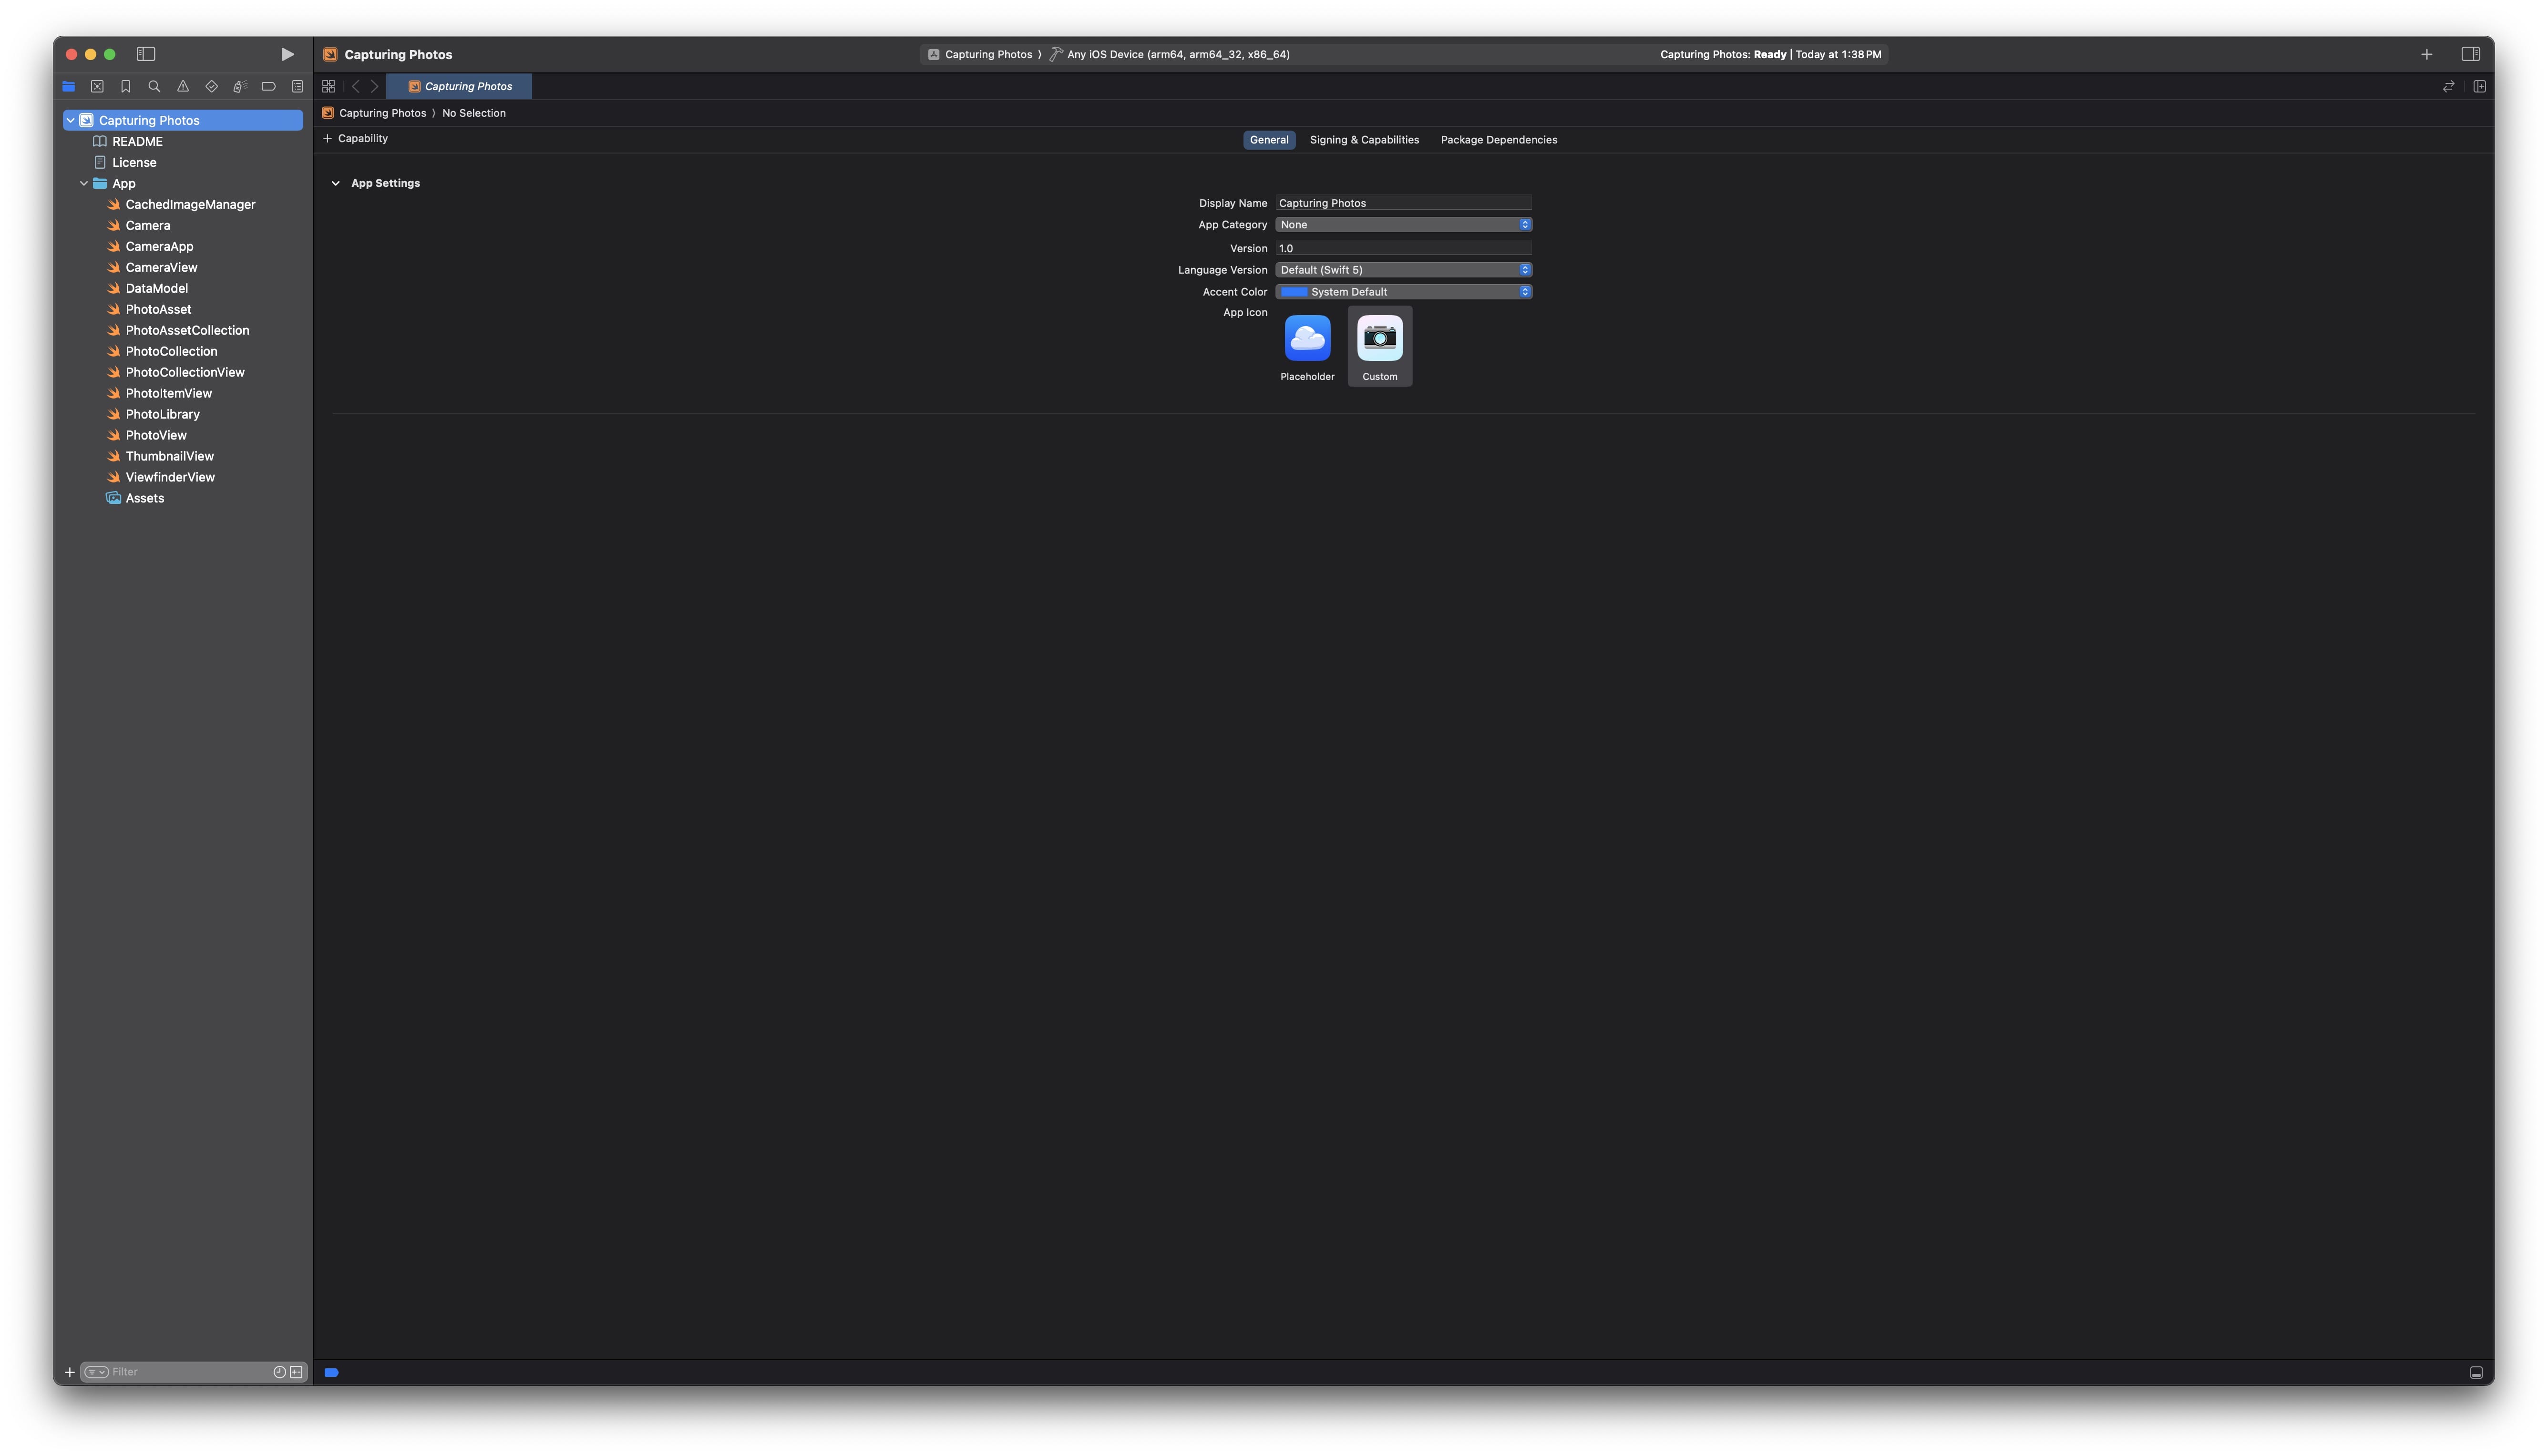 Capturing Photos
Capturing Photos
Any iOS Device (arm64, arm64_32, x86_64)
Capturing Photos: Ready | Today at 1:38 PM
Capturing Photos
Capturing Photos
No Selection
Capability
General
Signing & Capabilities
Package Dependencies
Capturing Photos
README
License
App
CachedImageManager
Camera
CameraApp
CameraView
DataModel
PhotoAsset
PhotoAssetCollection
PhotoCollection
PhotoCollectionView
PhotoItemView
PhotoLibrary
PhotoView
ThumbnailView
ViewfinderView
Assets
Filter
App Settings
Display Name Capturing Photos
App Category None
Version 1.0
Language Version Default (Swift 5)
Accent Color System Default
App Icon
Placeholder
Custom